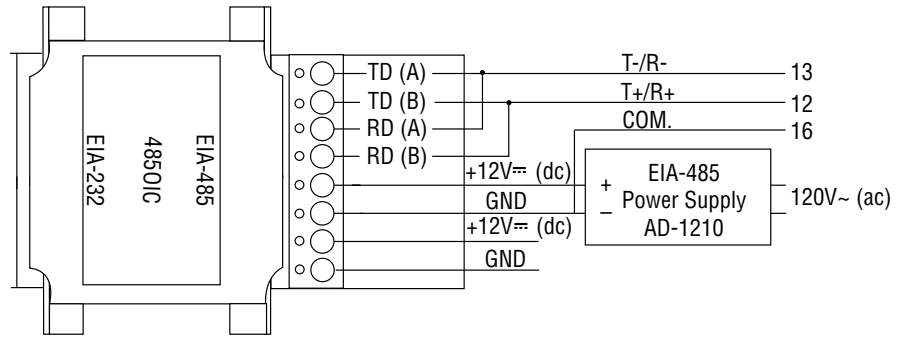 EIA-232
485OIC
EIA-485
TD (A)
T-/R-
13
TD (B)
T+/R+
12
RD (A)
COM.
16
RD (B)
+12V⎓ (dc)
GND
+12V⎓ (dc)
GND
+
−
EIA-485
Power Supply
AD-1210
120V~ (ac)